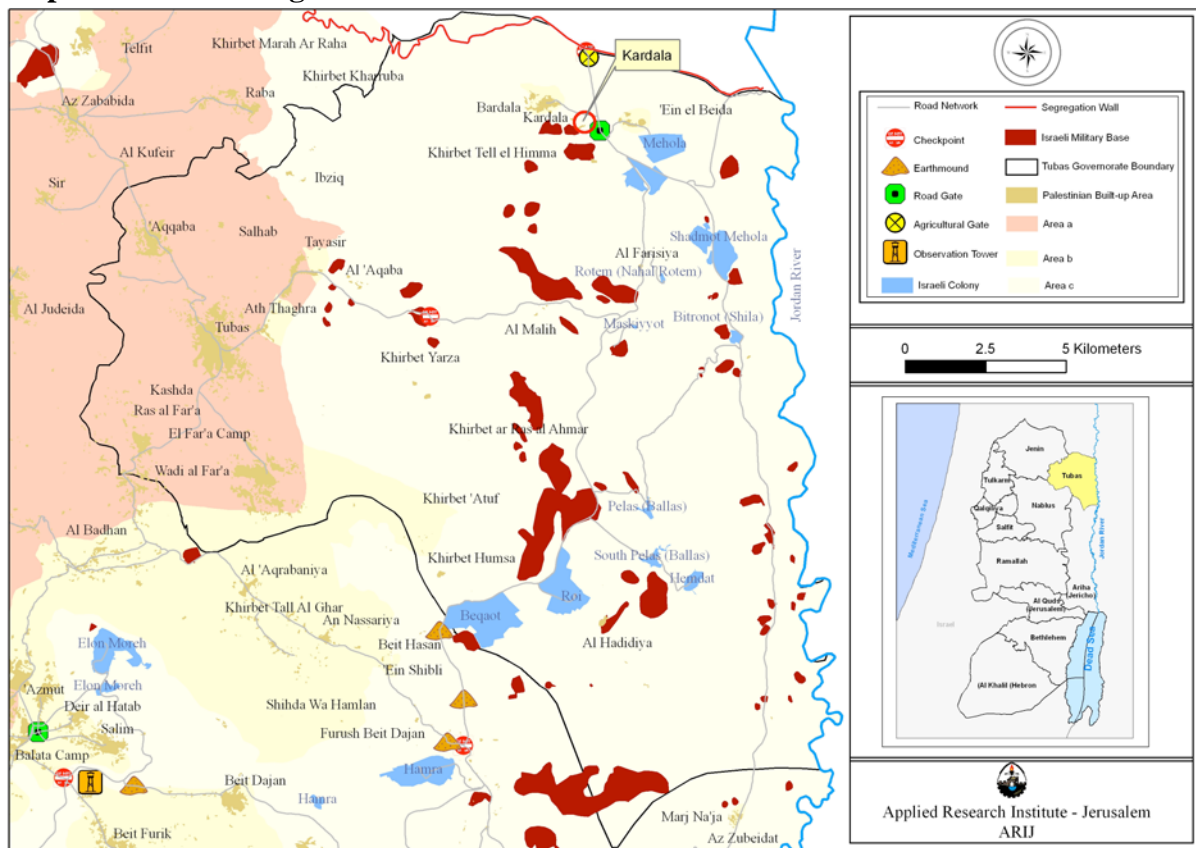 Khirbet Marah Ar Raha
Telfit
Khirbet Kharruba
Kardala
Az Zababida
Raba
Bardala
Kardala
'Ein el Beida
Al Kufeir
Khirbet Tell el Himma
Mehola
Sir
Ibziq
'Aqqaba
Salhab
Tayasir
Shadmot Mehola
Al 'Aqaba
Al Farisiya
Rotem (Nahal Rotem)
Jordan River
Al Judeida
Ath Thaghra
Tubas
Al Malih
Maskiyyot
Bitronot (Shila)
Khirbet Yarza
Kashda
Ras al Far'a
El Far'a Camp
Khirbet ar Ras al Ahmar
Wadi al Far'a
Khirbet 'Atuf
Pelas (Ballas)
Al Badhan
Khirbet Humsa
South Pelas (Ballas)
Al 'Aqrabaniya
Hemdat
Khirbet Tall Al Ghar
Roi
An Nassariya
Beqaot
Elon Moreh
Beit Hasan
Al Hadidiya
'Ein Shibli
Elon Moreh
'Azmut
Deir al Hatab
Shihda Wa Hamlan
Salim
Furush Beit Dajan
Balata Camp
Hamra
Beit Dajan
Hamra
Marj Na'ja
Beit Furik
Az Zubeidat
Road Network
Checkpoint
Earthmound
Road Gate
Agricultural Gate
Observation Tower
Israeli Colony
Segregation Wall
Israeli Military Base
Tubas Governorate Boundary
Palestinian Built-up Area
Area a
Area b
Area c
0 2.5 5 Kilometers
Jenin
Tubas
Tulkarm
Nablus
Qalqiliya
Salfit
Mediterranean Sea
Jordan River
Ramallah
Ariha
(Jericho)
Al Quds
(Jerusalem)
Israel
Bethlehem
Dead Sea
(Al Khalil (Hebron
Applied Research Institute - Jerusalem
ARIJ